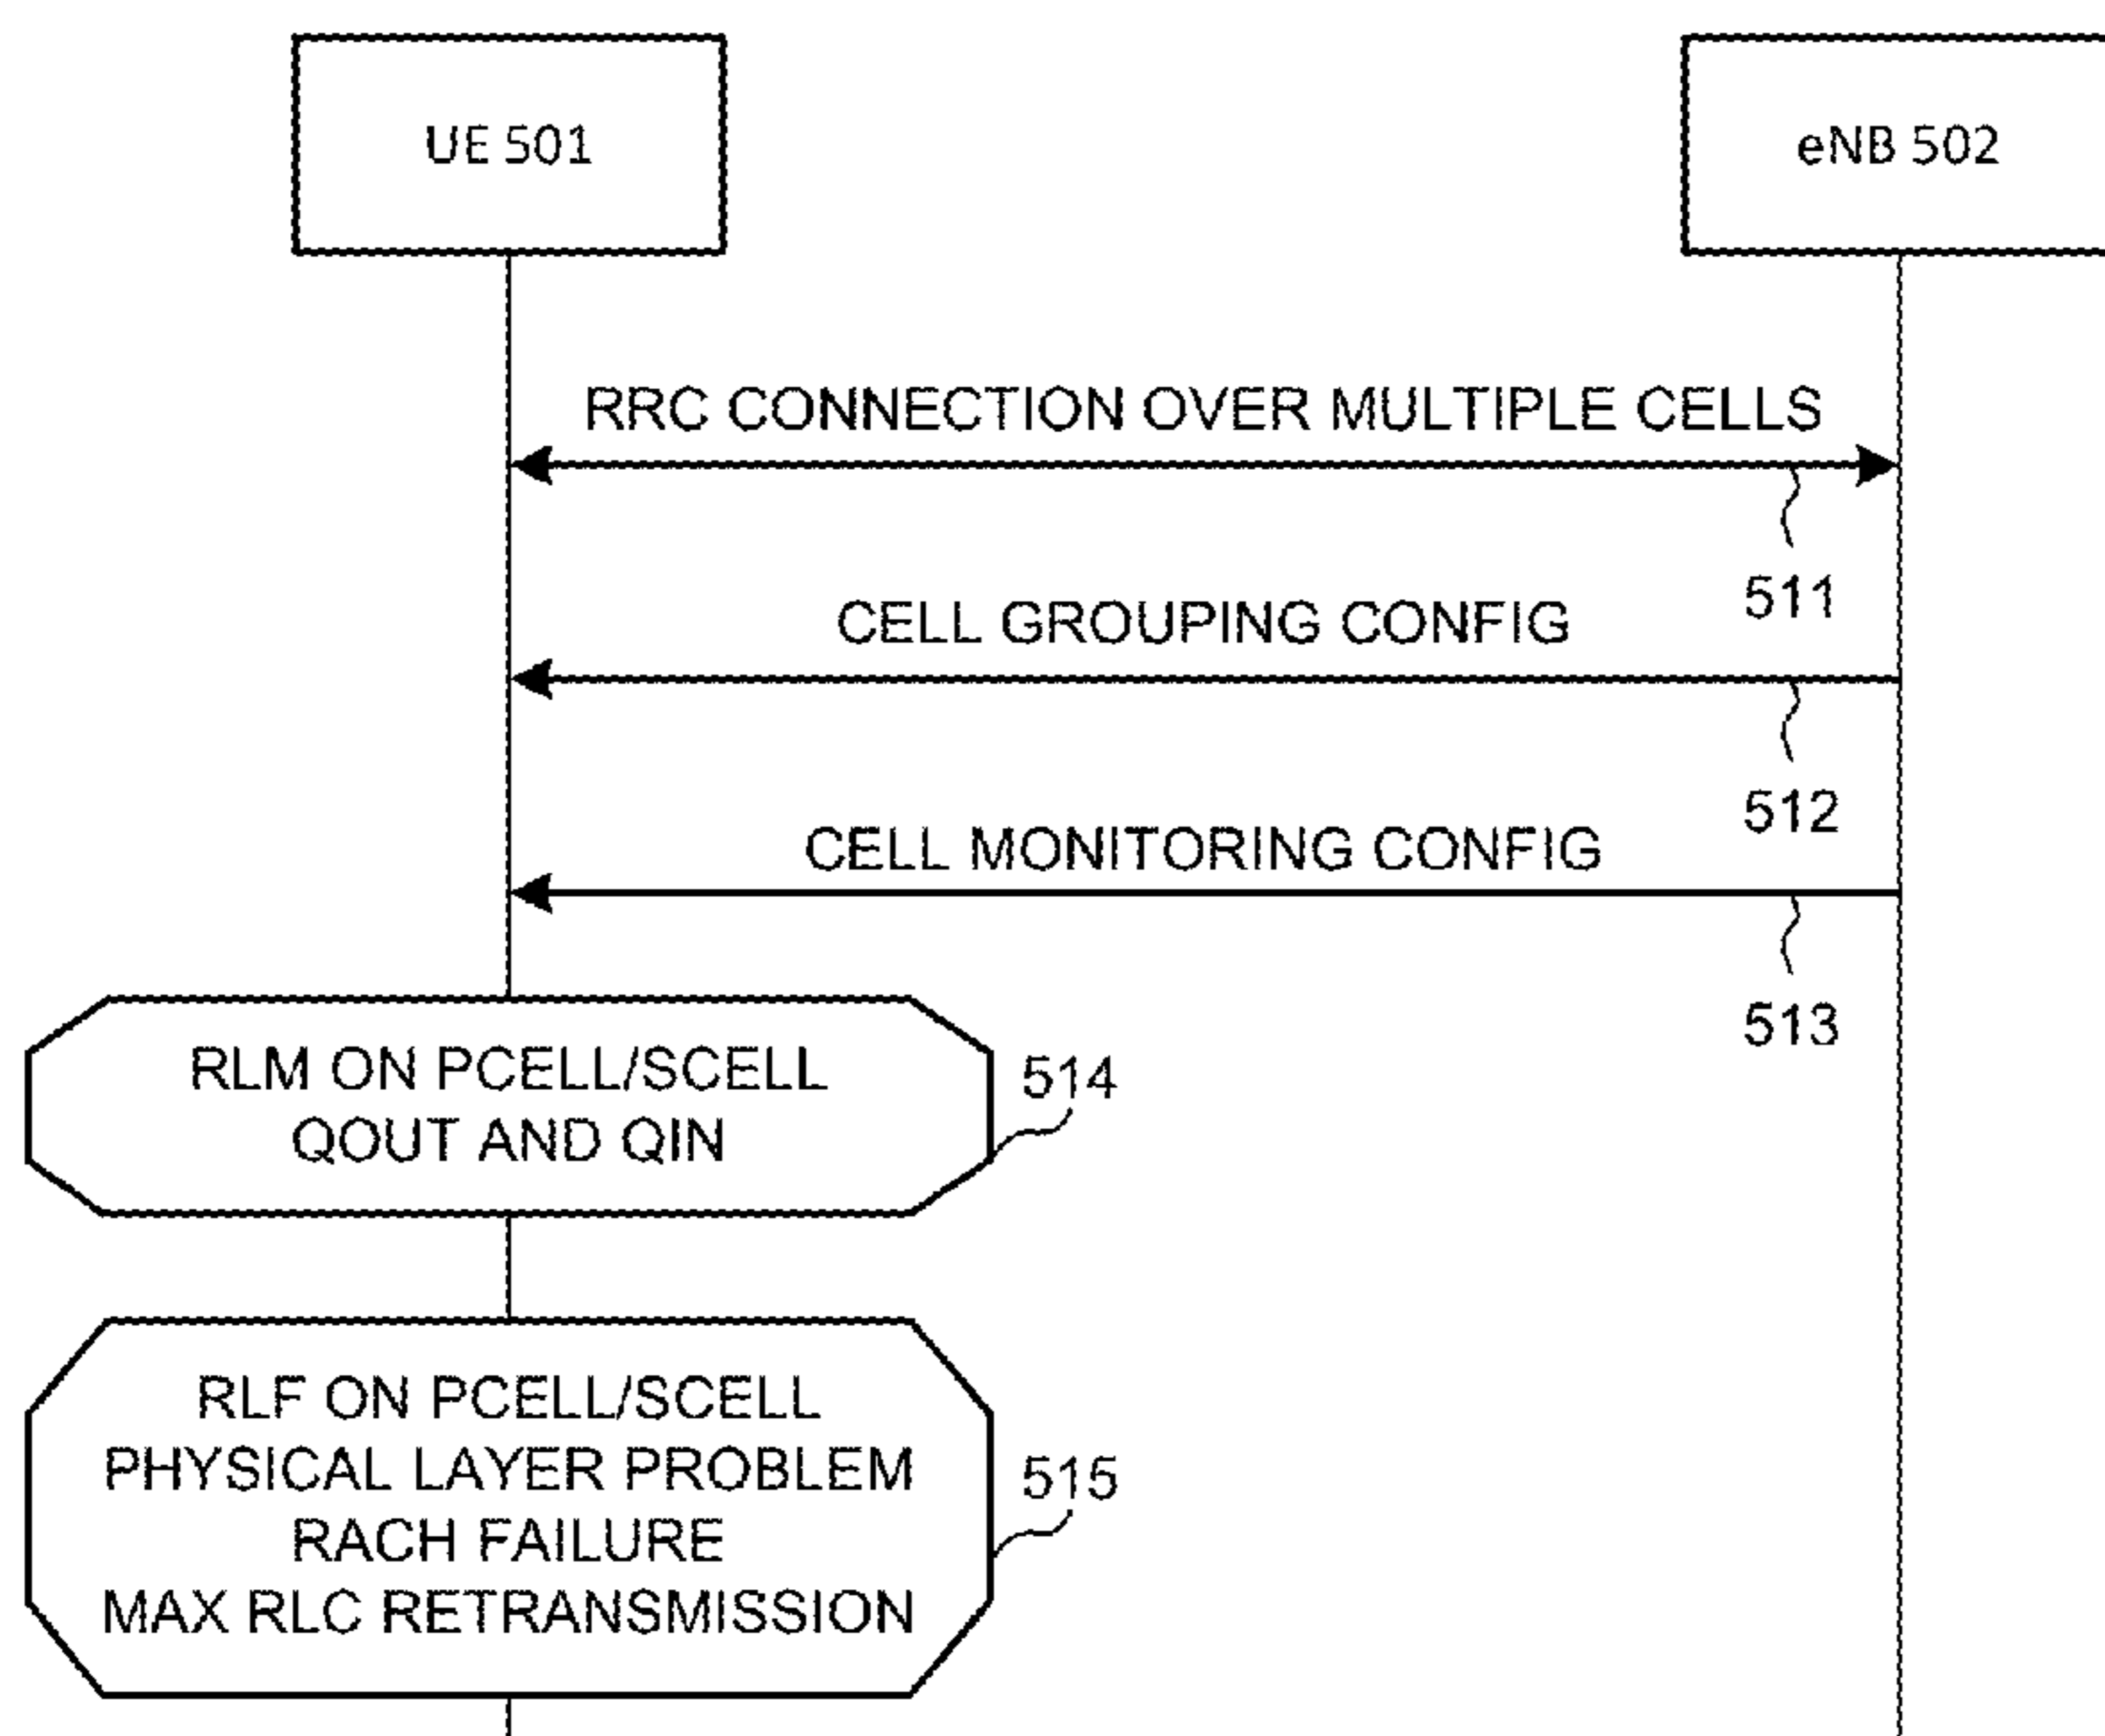 UE 501
eNB 502
RRC CONNECTION OVER MULTIPLE CELLS
511
CELL GROUPING CONFIG
512
CELL MONITORING CONFIG
513
RLM ON PCELL/SCELL
QOUT AND QIN
514
RLF ON PCELL/SCELL
PHYSICAL LAYER PROBLEM
RACH FAILURE
MAX RLC RETRANSMISSION
515